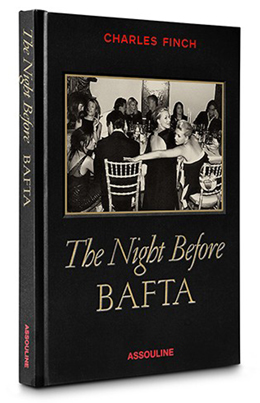 The Night Before BAFTA
ASSOULINE
CHARLES FINCH
The Night Before
BAFTA
ASSOULINE